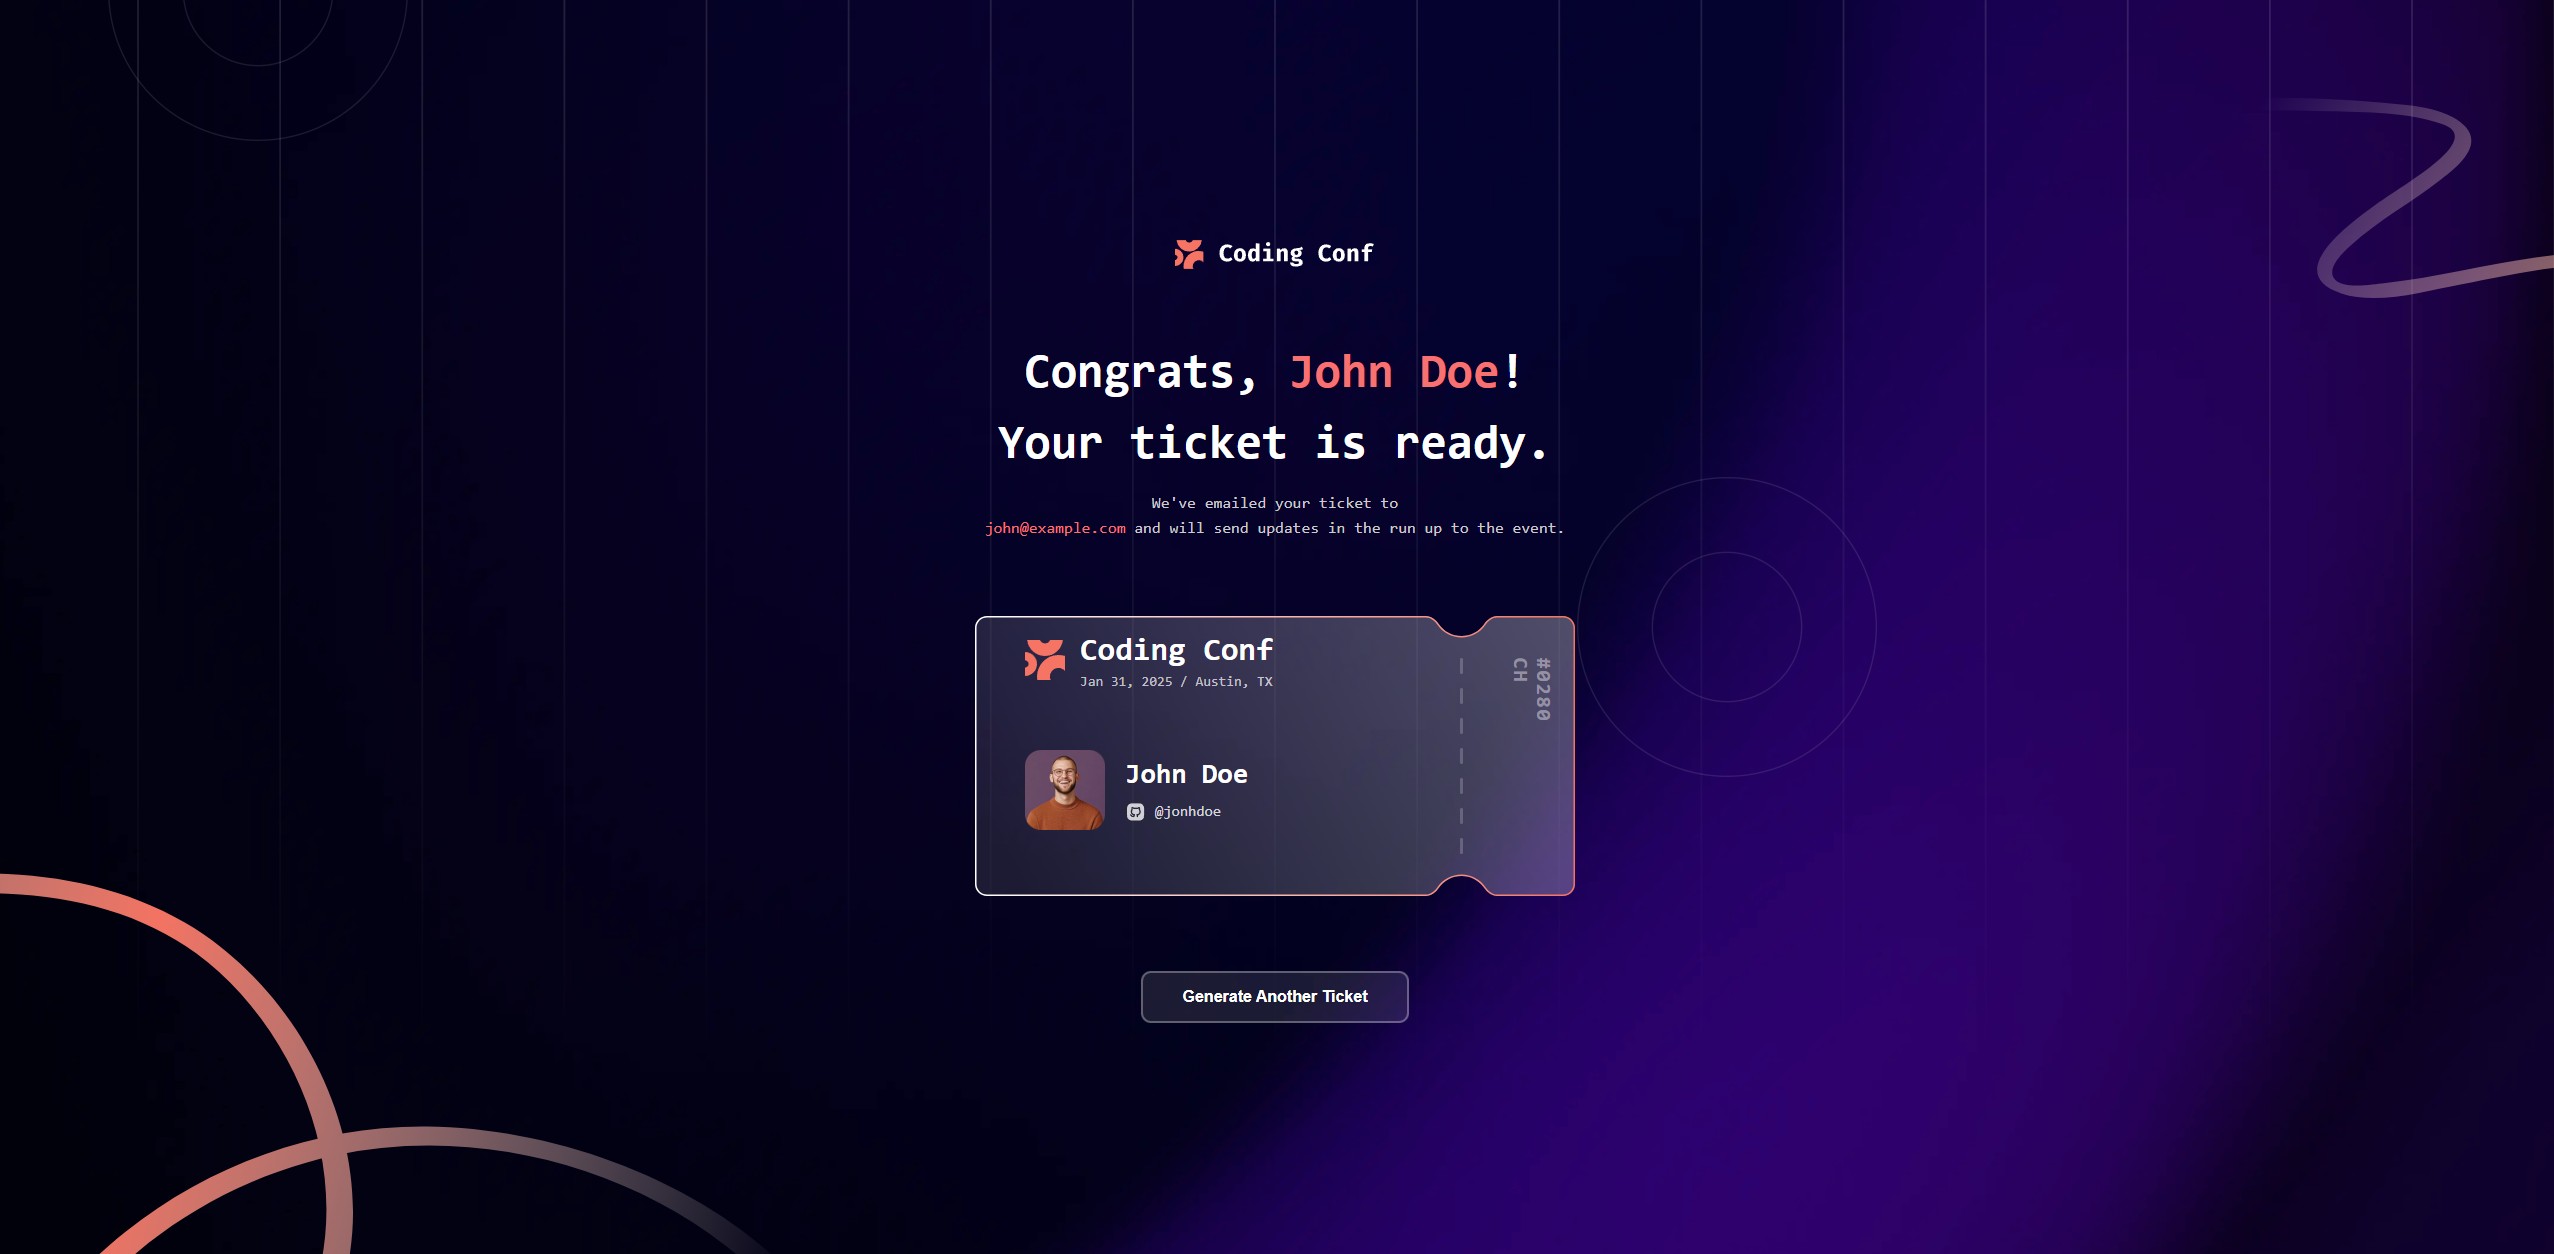 Coding Conf
Congrats, John Doe!
Your ticket is ready.
We've emailed your ticket to
john@example.com and will send updates in the run up to the event.
Coding Conf
Jan 31, 2025 / Austin, TX
#0280
CH
John Doe
@jonhdoe
Generate Another Ticket